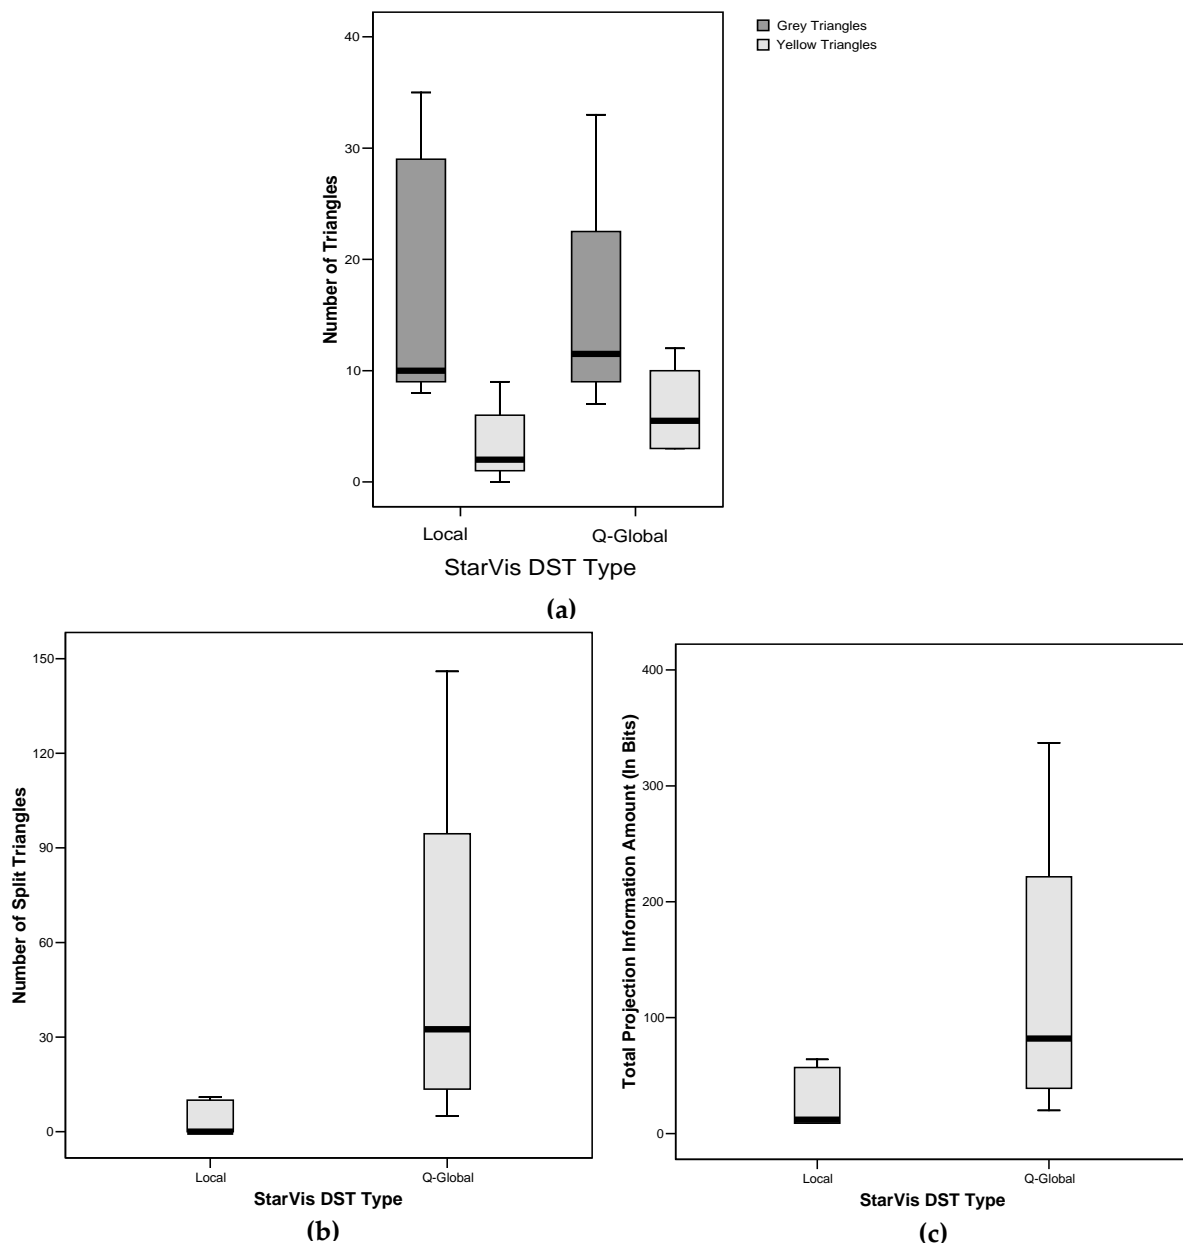 Grey Triangles
Yellow Triangles
Number of Triangles
40
30
20
10
0
Local Q-Global
StarVis DST Type
(a)
Number of Split Triangles
150
120
90
60
30
0
Local Q-Global
StarVis DST Type
(b)
Total Projection Information Amount (In Bits)
400
300
200
100
0
Local Q-Global
StarVis DST Type
(c)